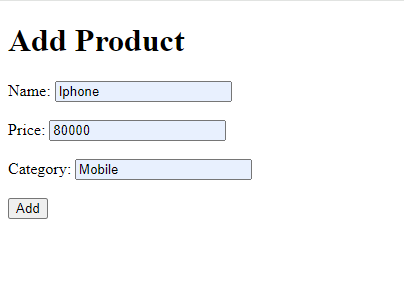 Add Product
Name: Iphone
Price: 80000
Category: Mobile
Add